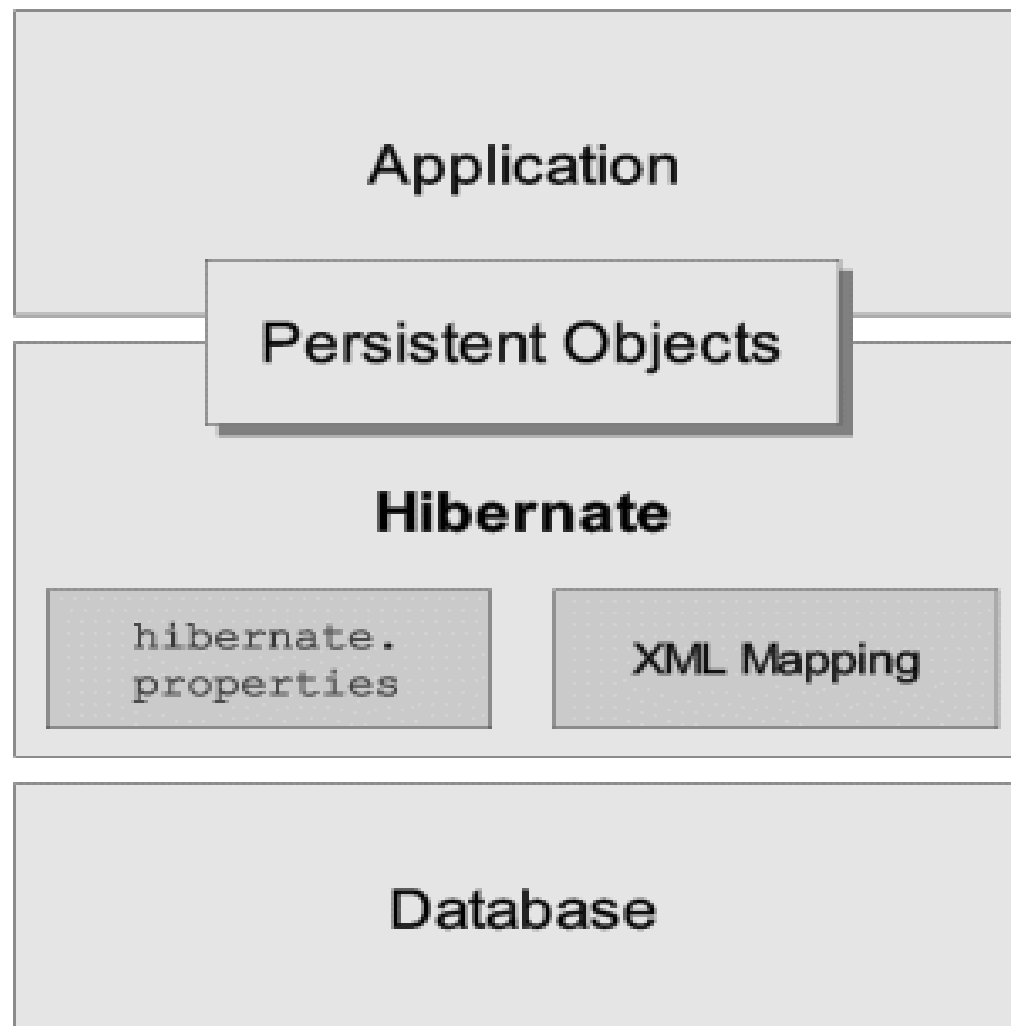 Application
Persistent Objects
Hibernate
hibernate.
properties
XML Mapping
Database